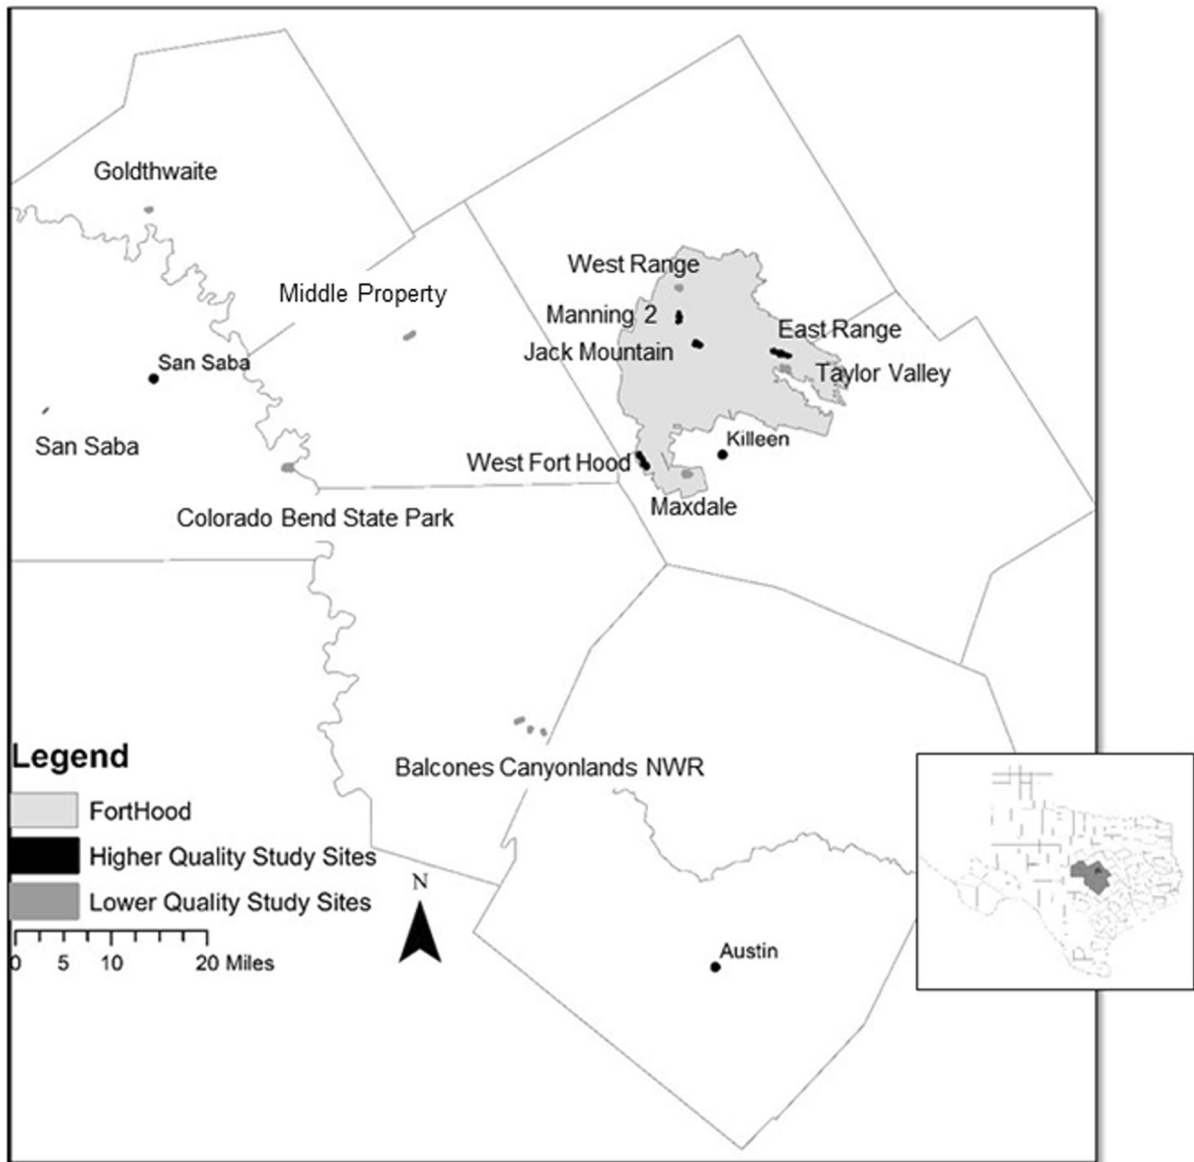 Goldthwaite
West Range
Middle Property
Manning 2
East Range
Jack Mountain
San Saba
Taylor Valley
San Saba
Killeen
West Fort Hood
Maxdale
Colorado Bend State Park
Legend
Balcones Canyonlands NWR
FortHood
Higher Quality Study Sites
N
Lower Quality Study Sites
0 5 10 20 Miles
Austin